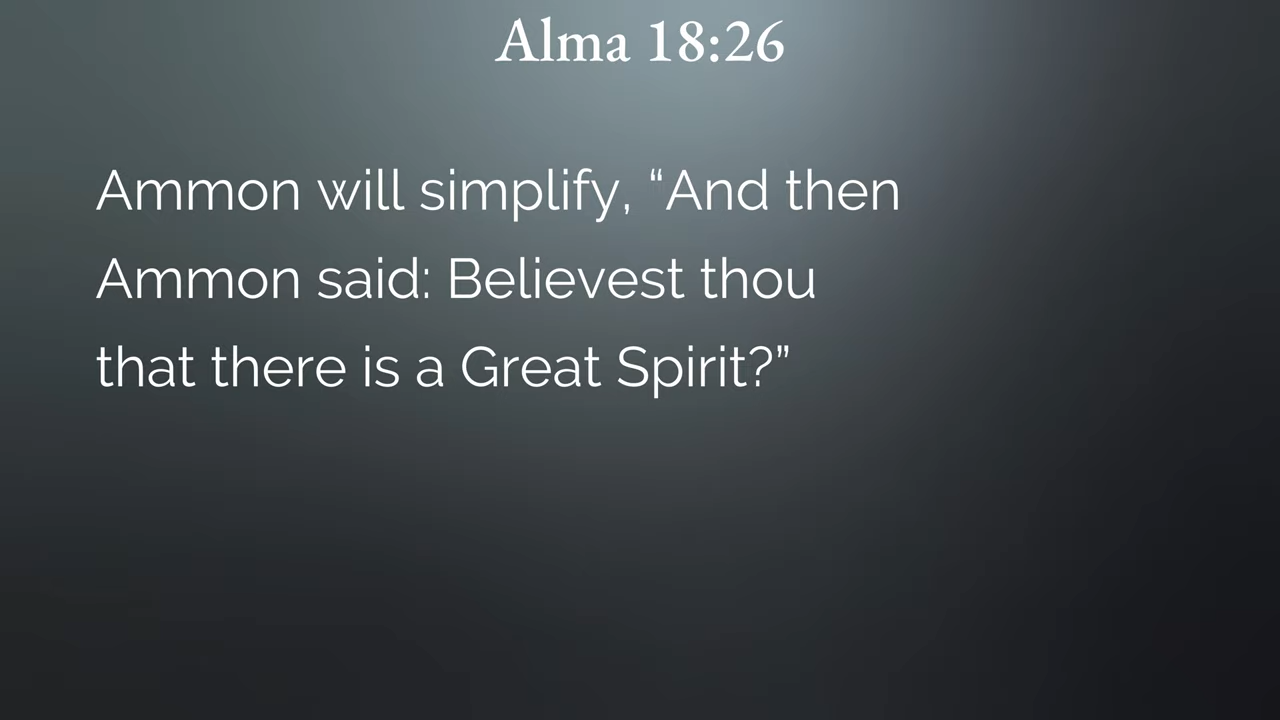 Alma 18:26
Ammon will simplify, “And then
Ammon said: Believest thou
that there is a Great Spirit?”